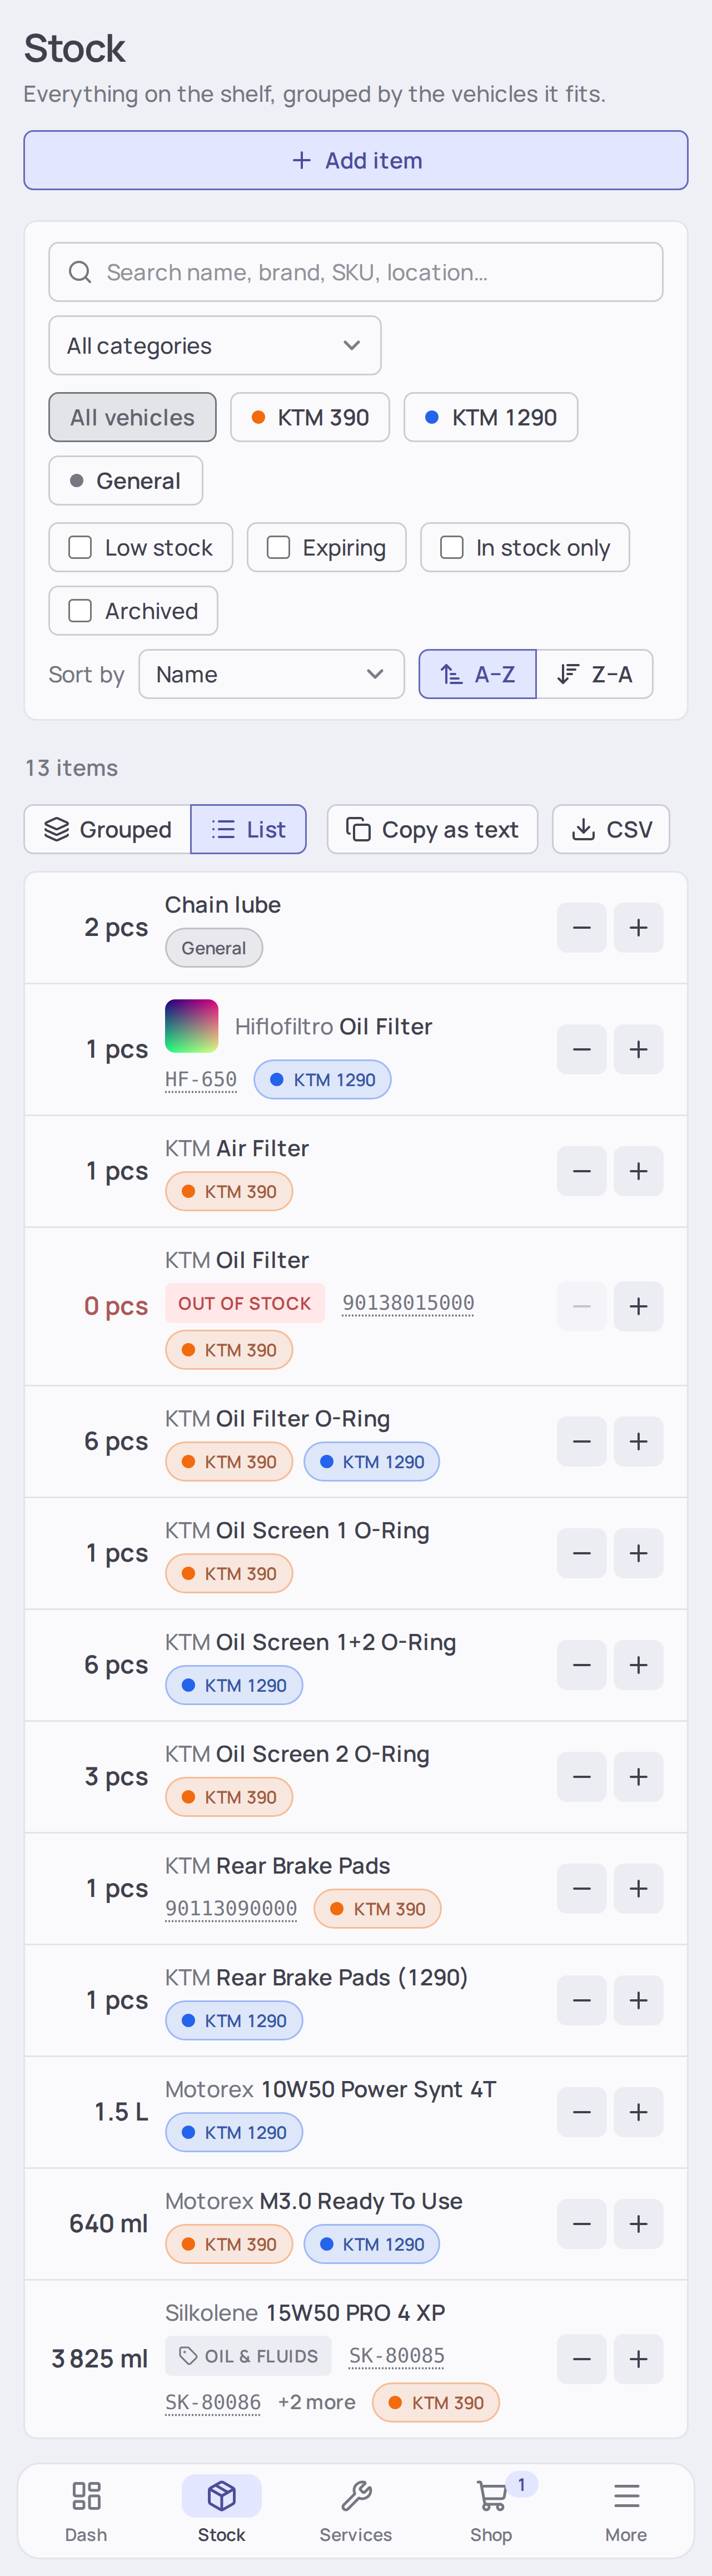 Stock
Everything on the shelf, grouped by the vehicles it fits.
+ Add item
Search name, brand, SKU, location...
All categories
All vehicles KTM 390 KTM 1290
General
Low stock Expiring In stock only
Archived
Sort by Name A–Z Z–A
13 items
Grouped List Copy as text CSV
Chain lube
2 pcs
General
Hiflofiltro Oil Filter
1 pcs
HF-650 KTM 1290
KTM Air Filter
1 pcs
KTM 390
KTM Oil Filter
0 pcs OUT OF STOCK 90138015000
KTM 390
KTM Oil Filter O-Ring
6 pcs
KTM 390 KTM 1290
KTM Oil Screen 1 O-Ring
1 pcs
KTM 390
KTM Oil Screen 1+2 O-Ring
6 pcs
KTM 1290
KTM Oil Screen 2 O-Ring
3 pcs
KTM 390
KTM Rear Brake Pads
1 pcs
90113090000 KTM 390
KTM Rear Brake Pads (1290)
1 pcs
KTM 1290
Motorex 10W50 Power Synt 4T
1.5 L
KTM 1290
Motorex M3.0 Ready To Use
640 ml
KTM 390 KTM 1290
Silkolene 15W50 PRO 4 XP
3 825 ml OIL & FLUIDS SK-80085
SK-80086 +2 more KTM 390
1
Dash Stock Services Shop More